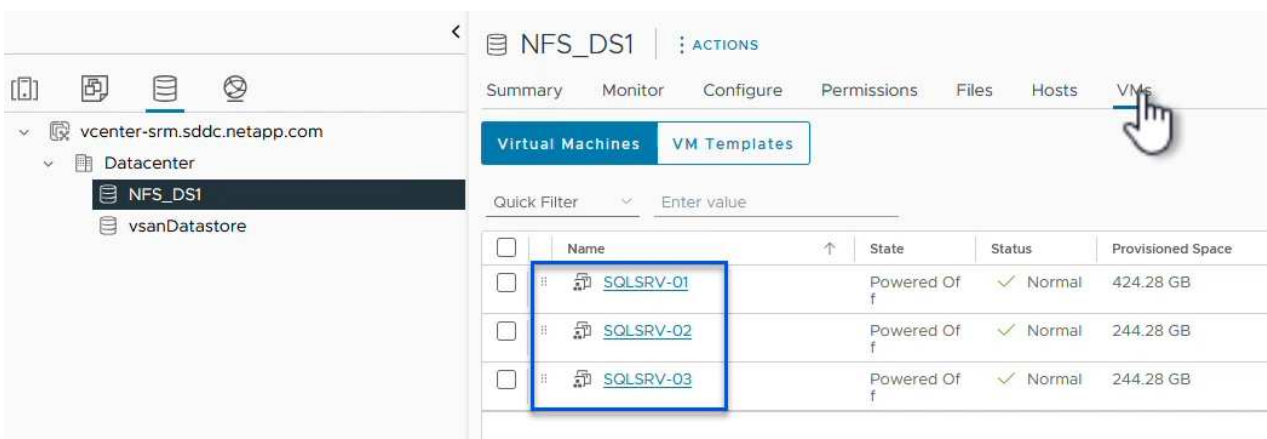 NFS_DS1
ACTIONS
Summary Monitor Configure Permissions Files Hosts VMs
vcenter-srm.sddc.netapp.com
Datacenter
NFS_DS1
vsanDatastore
Virtual Machines VM Templates
Quick Filter Enter value
Name State Status Provisioned Space
SQLSRV-01 Powered Of Normal 424.28 GB
f
SQLSRV-02 Powered Of Normal 244.28 GB
f
SQLSRV-03 Powered Of Normal 244.28 GB
f